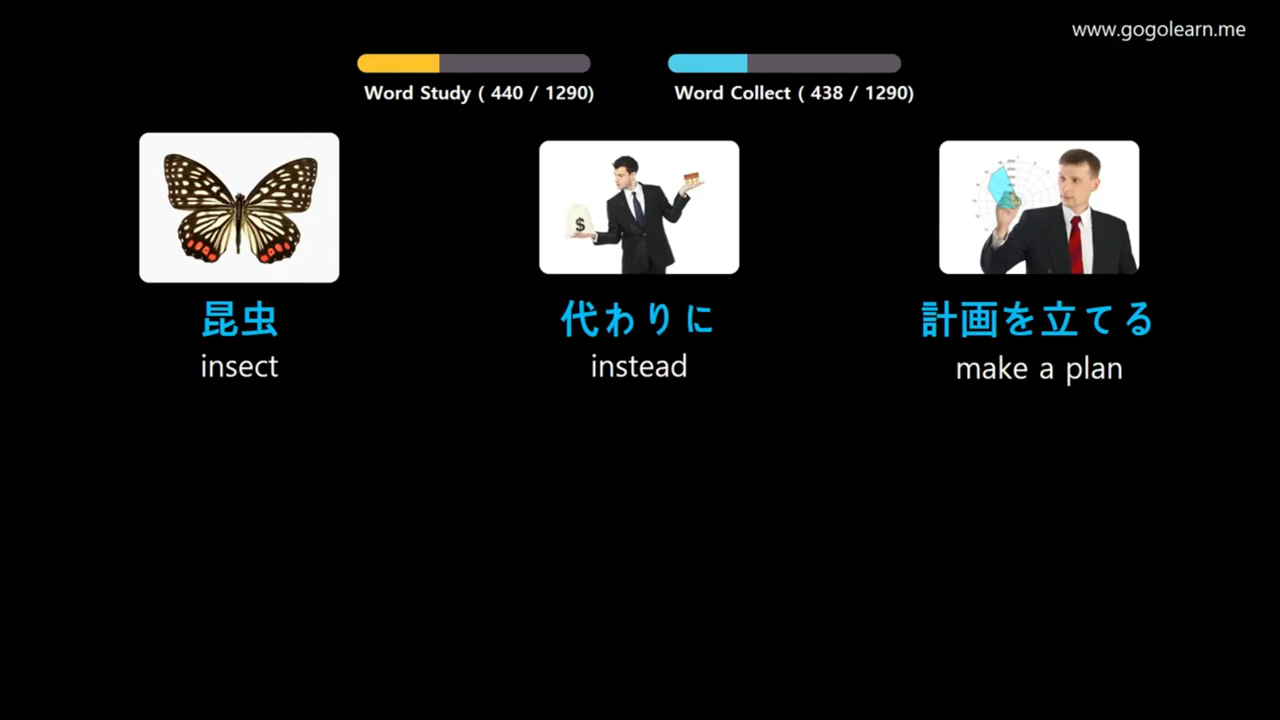 www.gogolearn.me
Word Study ( 440 / 1290)
Word Collect ( 438 / 1290)
$
昆虫
insect
代わりに
instead
計画を立てる
make a plan